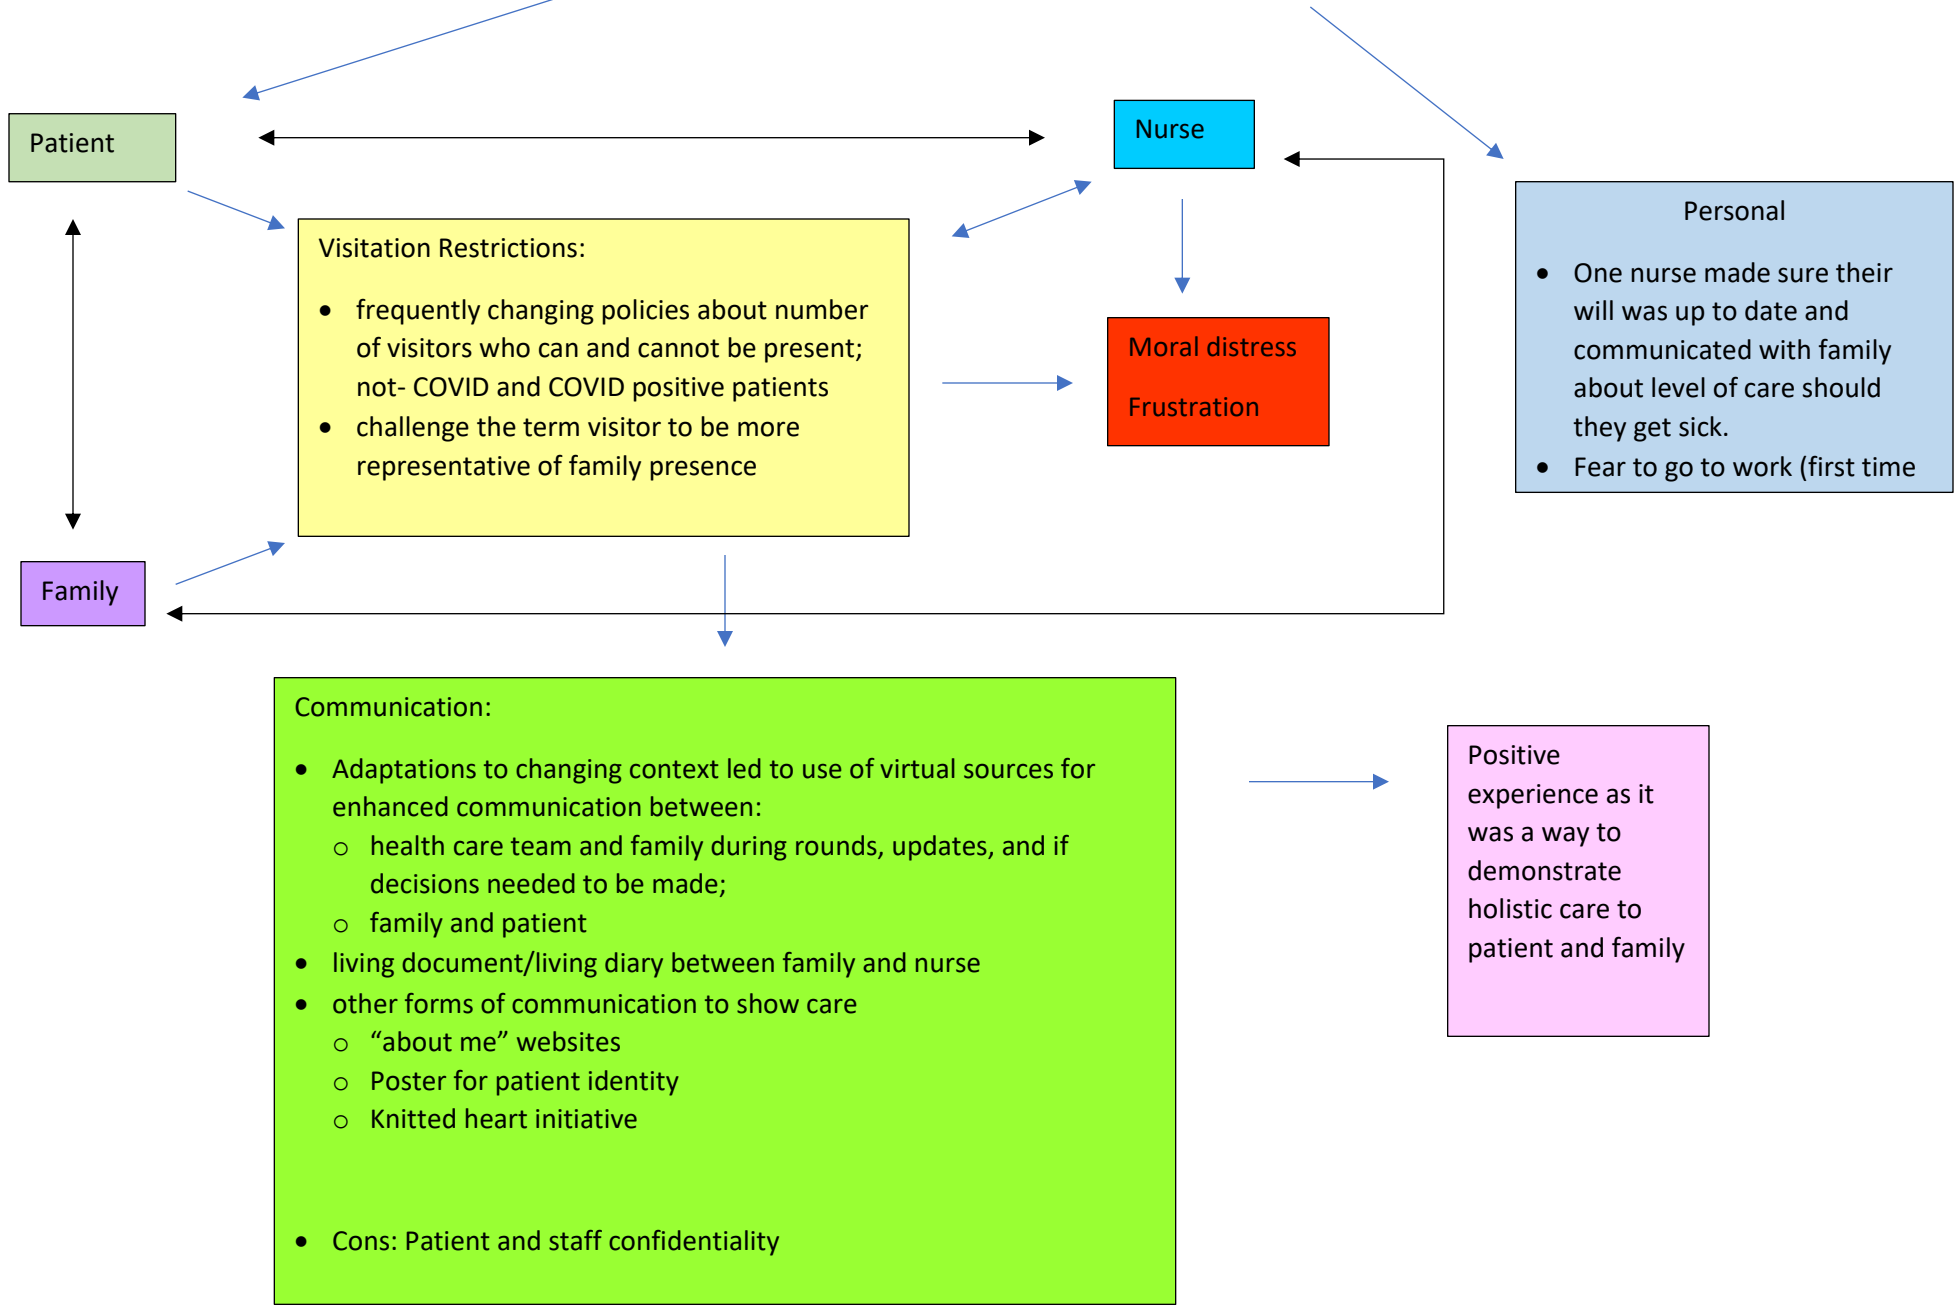 Patient
Nurse
Personal
• One nurse made sure their
will was up to date and
communicated with family
about level of care should
they get sick.
• Fear to go to work (first time
Visitation Restrictions:
• frequently changing policies about number
of visitors who can and cannot be present;
not- COVID and COVID positive patients
• challenge the term visitor to be more
representative of family presence
Moral distress
Frustration
Family
Communication:
• Adaptations to changing context led to use of virtual sources for
enhanced communication between:
o health care team and family during rounds, updates, and if
decisions needed to be made;
o family and patient
• living document/living diary between family and nurse
• other forms of communication to show care
o “about me” websites
o Poster for patient identity
o Knitted heart initiative
• Cons: Patient and staff confidentiality
Positive
experience as it
was a way to
demonstrate
holistic care to
patient and family